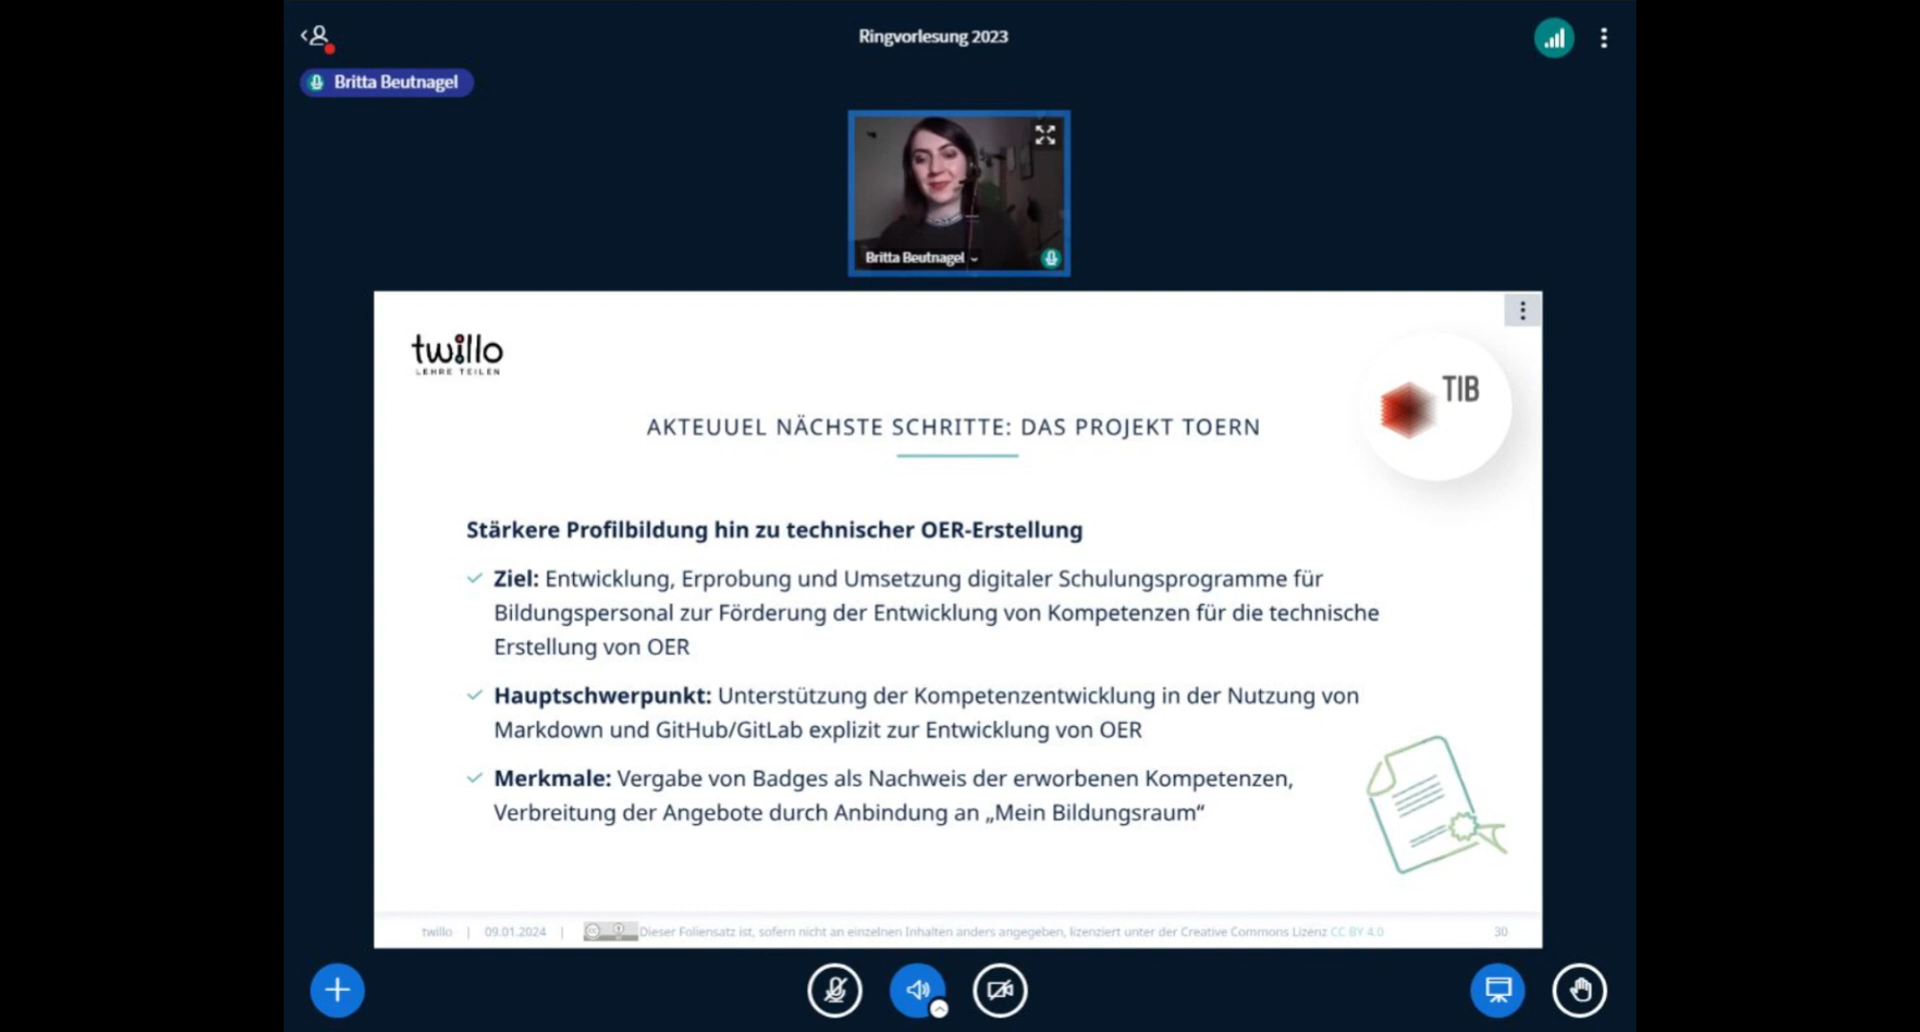 Ringvorlesung 2023
Britta Beutnagel
Britta Beutnagel
twillo
LEHRE TEILEN
TIB
AKTEUUEL NÄCHSTE SCHRITTE: DAS PROJEKT TOERN
Stärkere Profilbildung hin zu technischer OER-Erstellung
Ziel: Entwicklung, Erprobung und Umsetzung digitaler Schulungsprogramme für
Bildungspersonal zur Förderung der Entwicklung von Kompetenzen für die technische
Erstellung von OER
Hauptschwerpunkt: Unterstützung der Kompetenzentwicklung in der Nutzung von
Markdown und GitHub/GitLab explizit zur Entwicklung von OER
Merkmale: Vergabe von Badges als Nachweis der erworbenen Kompetenzen,
Verbreitung der Angebote durch Anbindung an „Mein Bildungsraum“
twillo | 09.01.2024 | Dieser Foliensatz ist, sofern nicht an einzelnen Inhalten anders angegeben, lizenziert unter der Creative Commons Lizenz CC BY 4.0 30